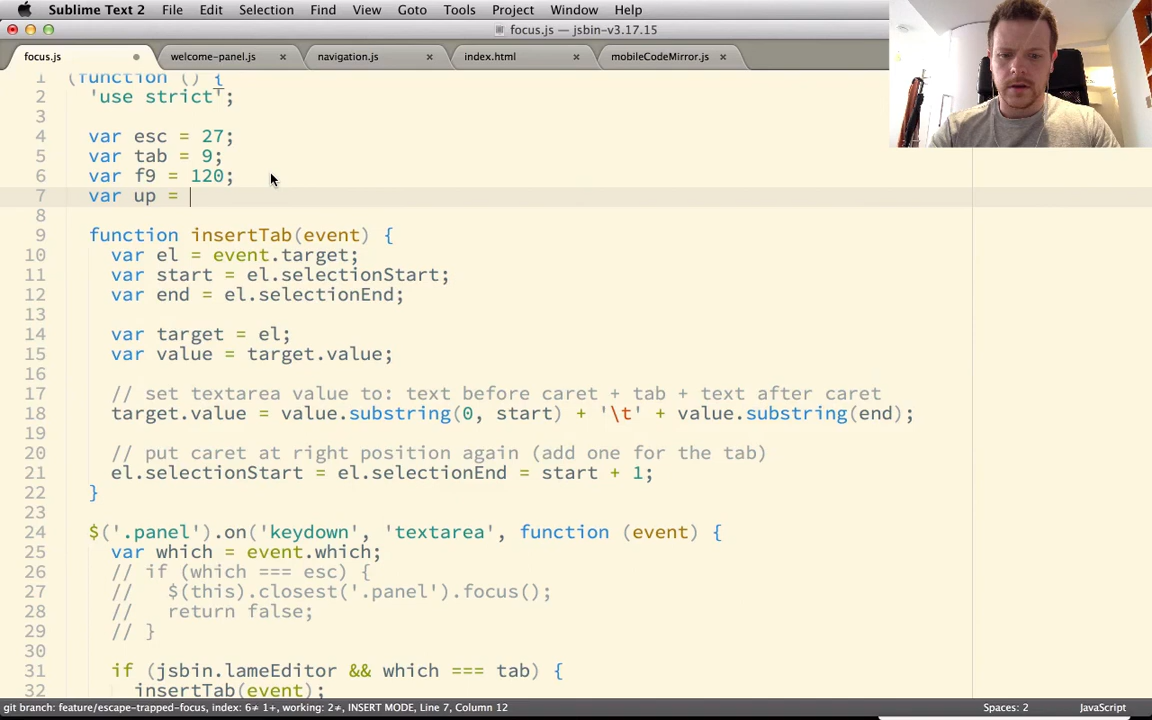 Sublime Text 2 File Edit Selection Find View Goto Tools Project Window Help
focus.js — jsbin-v3.17.15
focus.js welcome-panel.js navigation.js index.html mobileCodeMirror.js
1 (function () {
2 'use strict';
3
4 var esc = 27;
5 var tab = 9;
6 var f9 = 120;
7 var up =
8
9 function insertTab(event) {
10 var el = event.target;
11 var start = el.selectionStart;
12 var end = el.selectionEnd;
13
14 var target = el;
15 var value = target.value;
16
17 // set textarea value to: text before caret + tab + text after caret
18 target.value = value.substring(0, start) + '\t' + value.substring(end);
19
20 // put caret at right position again (add one for the tab)
21 el.selectionStart = el.selectionEnd = start + 1;
22 }
23
24 $('.panel').on('keydown', 'textarea', function (event) {
25 var which = event.which;
26 // if (which === esc) {
27 // $(this).closest('.panel').focus();
28 // return false;
29 // }
30
31 if (jsbin.lameEditor && which === tab) {
32 insertTab(event);
git branch: feature/escape-trapped-focus, index: 6≠ 1+, working: 2≠, INSERT MODE, Line 7, Column 12 Spaces: 2 JavaScript